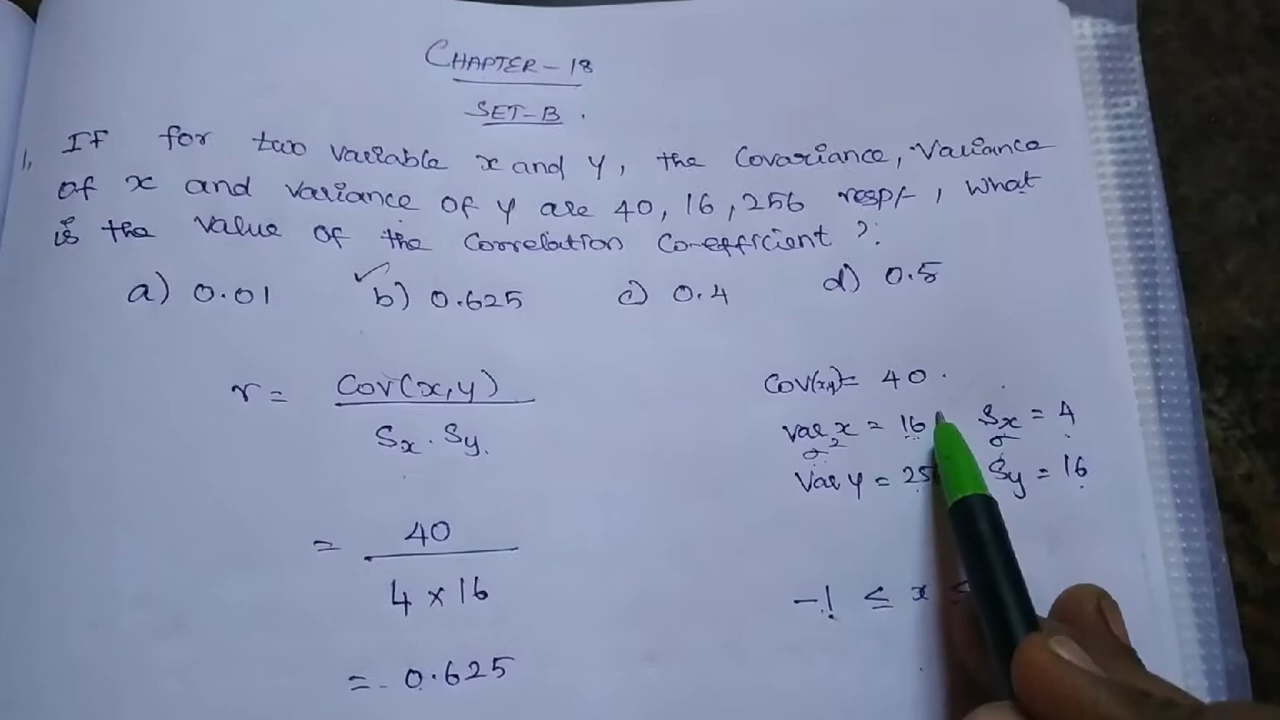 CHAPTER-18
SET-B.
1. If for two variable x and y, the Covariance, Variance
of x and variance of y are 40, 16, 256 resp/-, what
is the value of the correlation co-efficient ?.
a) 0.01 ✓b) 0.625 c) 0.4 d) 0.5
r = Cov(x,y) / Sx . Sy.
Cov(x,y)= 40.
Var x = 16 Sx = 4
σ² σ
Var y = 25 Sy = 16
= 40 / 4 × 16
-1 ≤ x ≤
= 0.625